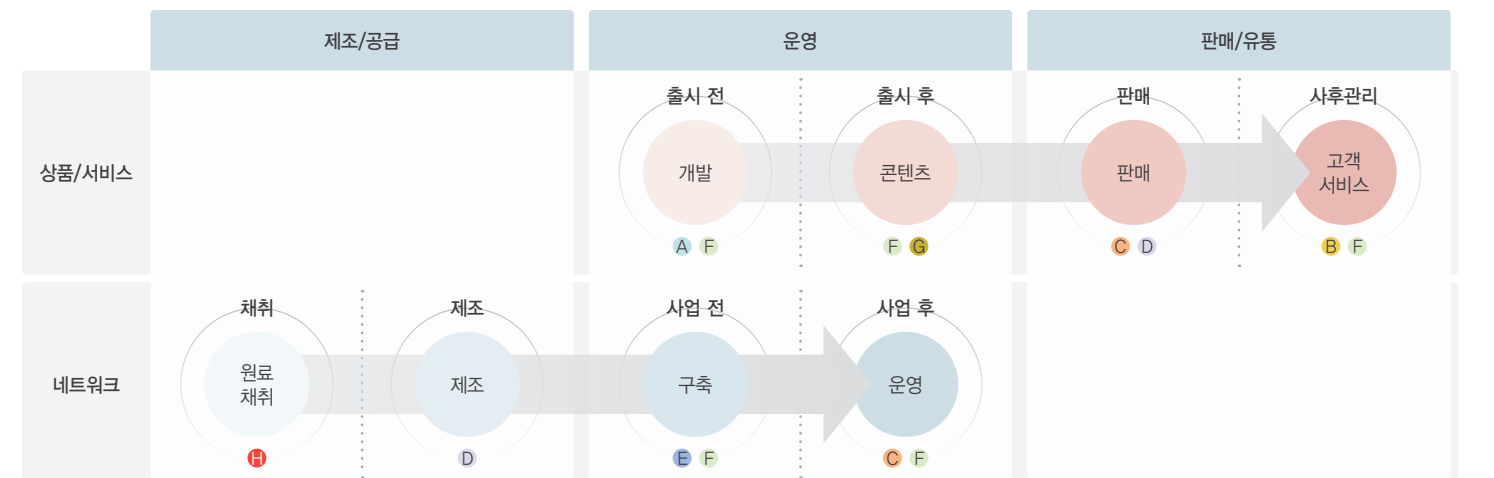 제조/공급
운영
판매/유통
상품/서비스
출시 전
개발
A F
출시 후
콘텐츠
F G
판매
판매
C D
사후관리
고객
서비스
B F
네트워크
채취
원료
채취
H
제조
제조
D
사업 전
구축
E F
사업 후
운영
C F